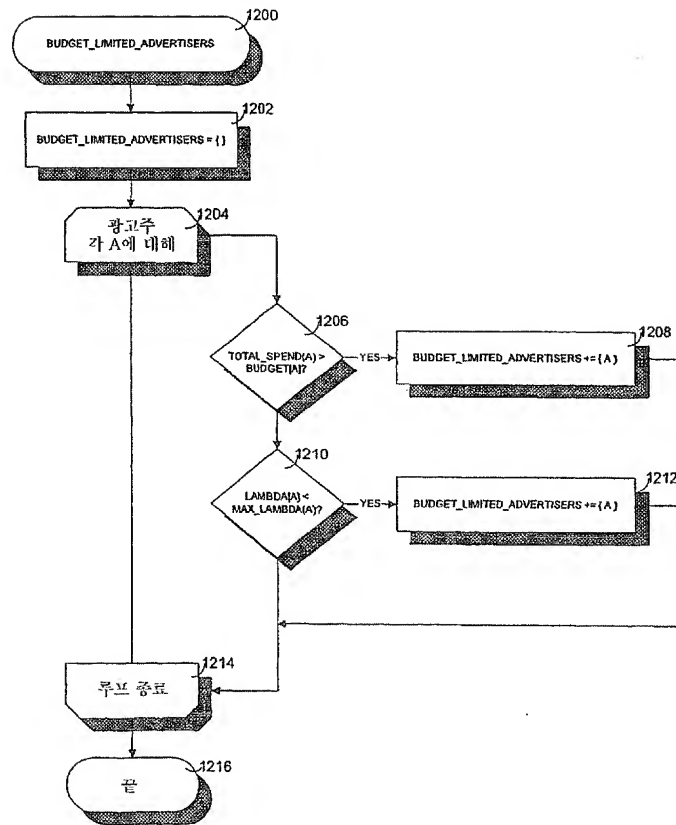 1200
BUDGET_LIMITED_ADVERTISERS
1202
BUDGET_LIMITED_ADVERTISERS = { }
1204
광고주
각 A에 대해
1206
TOTAL_SPEND(A) >
BUDGET[A]?
YES
1208
BUDGET_LIMITED_ADVERTISERS += { A }
1210
LAMBDA[A] <
MAX_LAMBDA(A)?
YES
1212
BUDGET_LIMITED_ADVERTISERS += { A }
1214
루프 종료
1216
끝